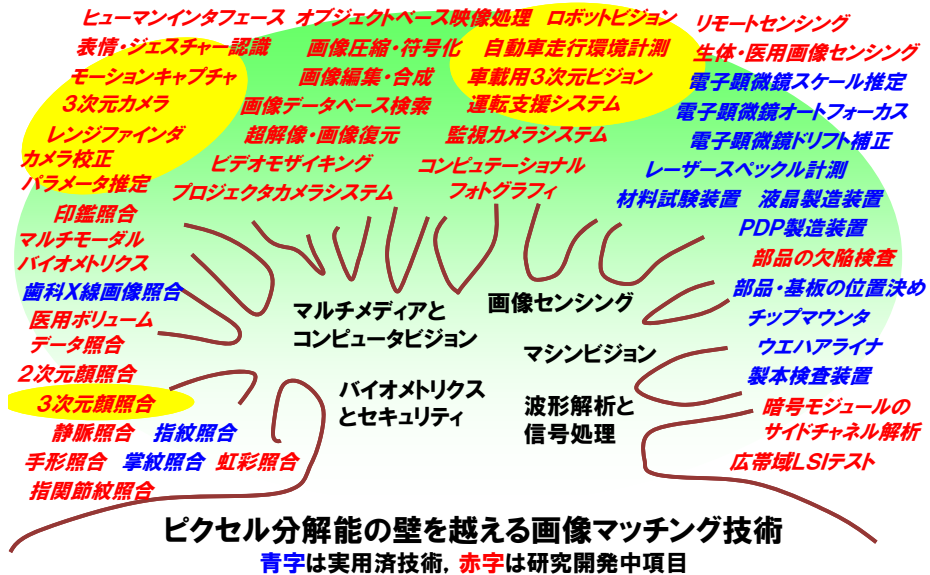 ヒューマンインタフェース オブジェクトベース映像処理 ロボットビジョン リモートセンシング
表情・ジェスチャー認識 画像圧縮・符号化 自動車走行環境計測 生体・医用画像センシング
モーションキャプチャ 画像編集・合成 車載用3次元ビジョン 電子顕微鏡スケール推定
3次元カメラ 画像データベース検索 運転支援システム 電子顕微鏡オートフォーカス
レンジファインダ 超解像・画像復元 監視カメラシステム 電子顕微鏡ドリフト補正
カメラ校正 ビデオモザイキング コンピュテーショナル レーザースペックル計測
パラメータ推定 プロジェクタカメラシステム フォトグラフィ 材料試験装置 液晶製造装置
印鑑照合 PDP製造装置
マルチモーダル
バイオメトリクス 部品の欠陥検査
歯科X線画像照合 部品・基板の位置決め
マルチメディアと 画像センシング
医用ボリューム チップマウンタ
コンピュータビジョン
データ照合 マシンビジョン ウエハアライナ
2次元顔照合 製本検査装置
バイオメトリクス
3次元顔照合 波形解析と 暗号モジュールの
とセキュリティ
静脈照合 指紋照合 信号処理 サイドチャネル解析
手形照合 掌紋照合 虹彩照合 広帯域LSIテスト
指関節紋照合
ピクセル分解能の壁を越える画像マッチング技術
青字は実用済技術, 赤字は研究開発中項目